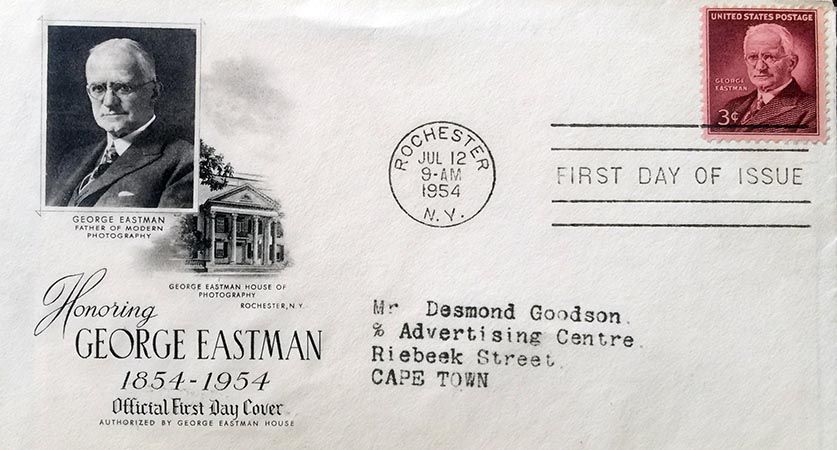 UNITED STATES POSTAGE
GEORGE
EASTMAN
3¢
ROCHESTER
JUL 12
9-AM
1954
N.Y.
FIRST DAY OF ISSUE
GEORGE EASTMAN
FATHER OF MODERN
PHOTOGRAPHY
GEORGE EASTMAN HOUSE OF
PHOTOGRAPHY
ROCHESTER, N.Y.
Honoring
GEORGE EASTMAN
1854-1954
Official First Day Cover
AUTHORIZED BY GEORGE EASTMAN HOUSE
Mr Desmond Goodson
% Advertising Centre
Riebeek Street
CAPE TOWN